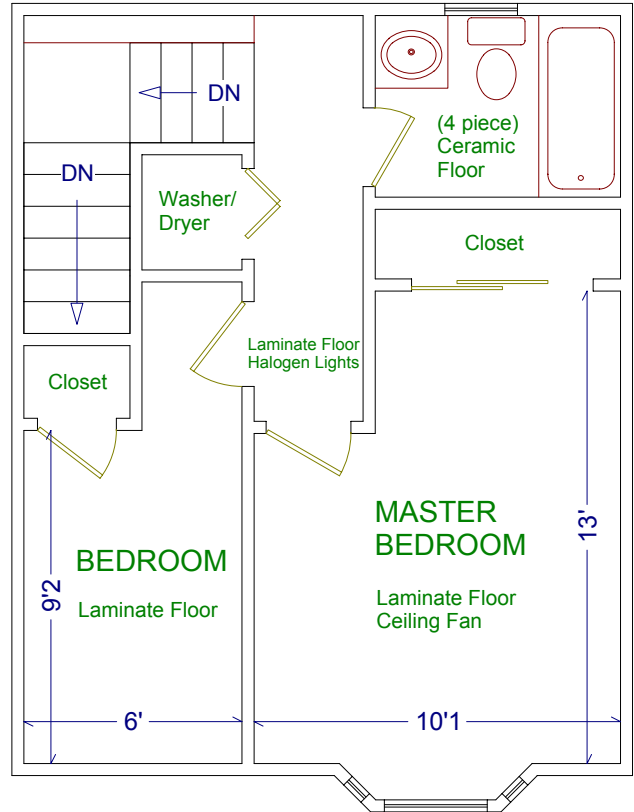 DN
(4 piece)
Ceramic
Floor
DN
Washer/
Dryer
Closet
Laminate Floor
Halogen Lights
Closet
MASTER
BEDROOM
13'
BEDROOM
9'2
Laminate Floor
Ceiling Fan
Laminate Floor
6'
10'1